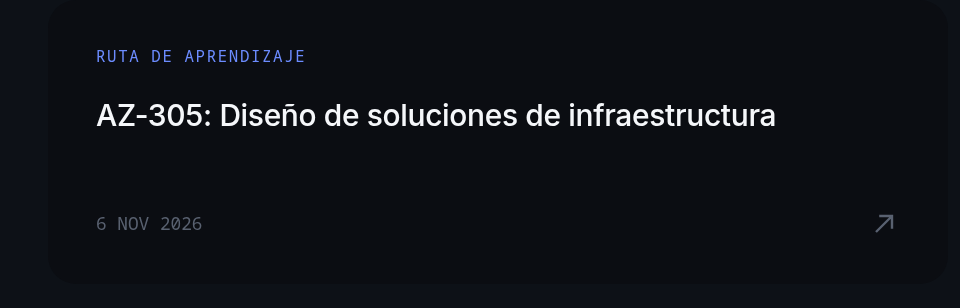 RUTA DE APRENDIZAJE
AZ-305: Diseño de soluciones de infraestructura
6 NOV 2026